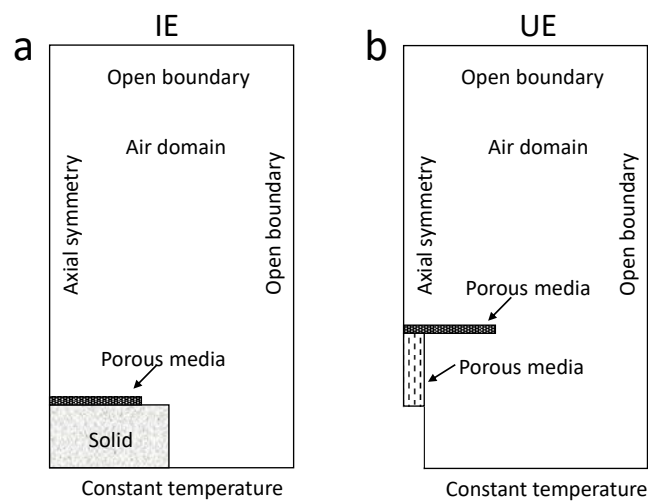 a
IE
Open boundary
Air domain
Axial symmetry
Open boundary
Porous media
Solid
Constant temperature
b
UE
Open boundary
Air domain
Axial symmetry
Open boundary
Porous media
Porous media
Constant temperature